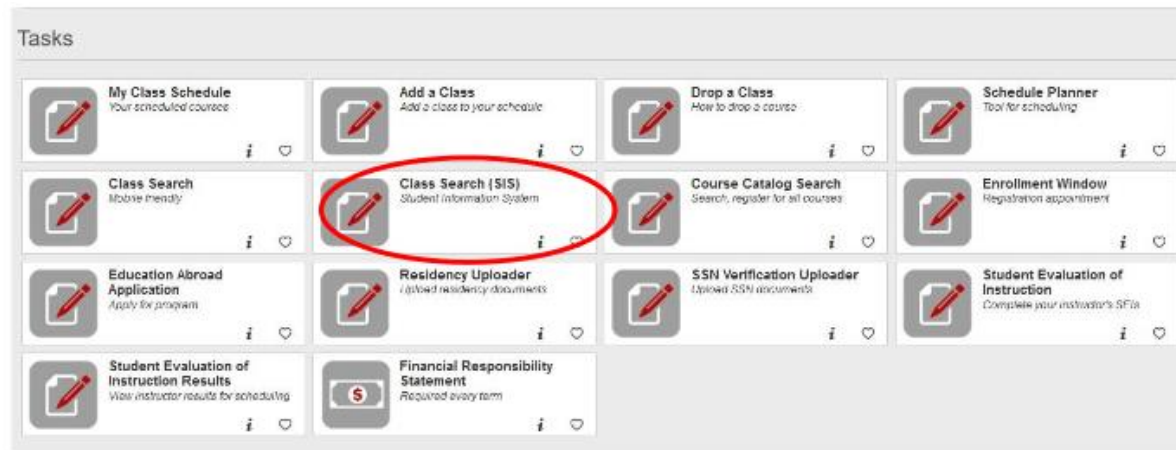 Tasks
My Class Schedule
Your scheduled courses
Add a Class
Add a class to your schedule
Drop a Class
How to drop a course
Schedule Planner
Tool for scheduling
Class Search
Mobile friendly
Class Search (SIS)
Student Information System
Course Catalog Search
Search, register for all courses
Enrollment Window
Registration appointment
Education Abroad
Application
Apply for program
Residency Uploader
Upload residency documents
SSN Verification Uploader
Upload SSN documents
Student Evaluation of
Instruction
Complete your instructor's SEIs
Student Evaluation of
Instruction Results
View instructor results for scheduling
Financial Responsibility
Statement
Required every term